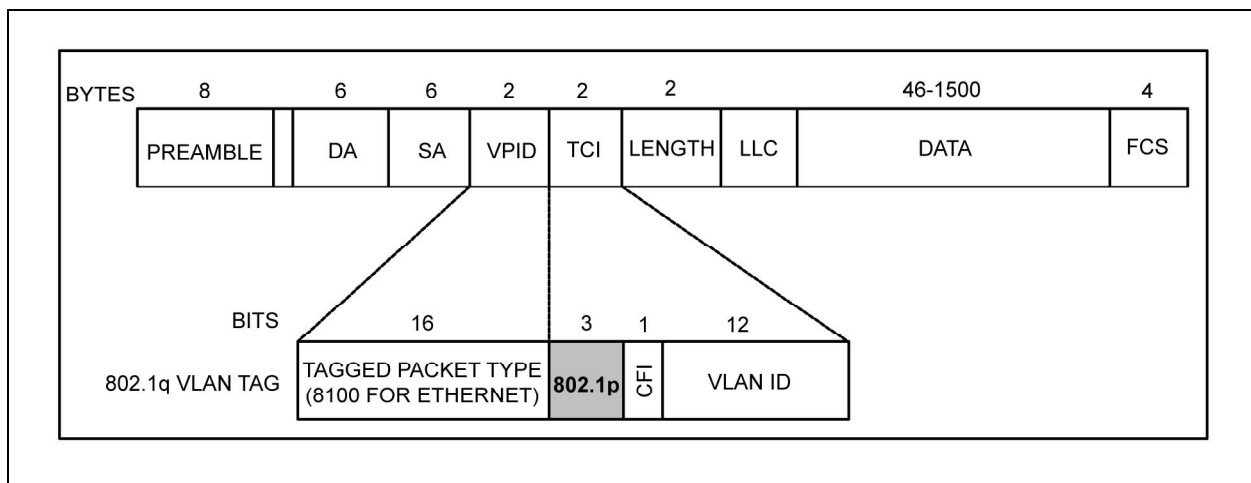 BYTES 8 6 6 2 2 2 46-1500 4
PREAMBLE DA SA VPID TCI LENGTH LLC DATA FCS
BITS 16 3 1 12
802.1q VLAN TAG
TAGGED PACKET TYPE
(8100 FOR ETHERNET)
802.1p
CFI
VLAN ID